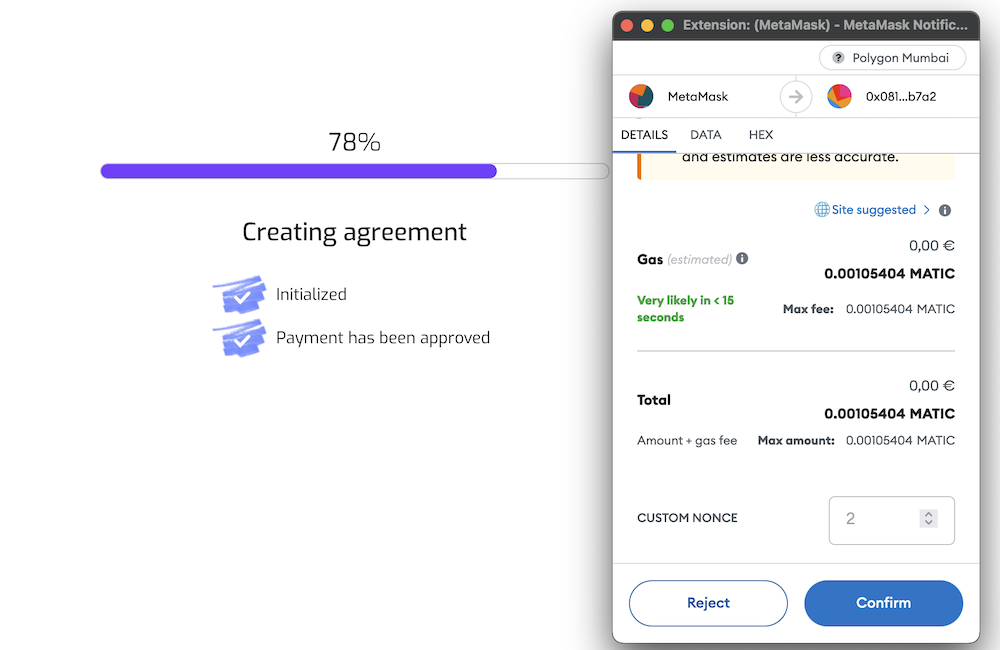 78%
Creating agreement
Initialized
Payment has been approved
Extension: (MetaMask) - MetaMask Notific...
? Polygon Mumbai
MetaMask
0x081...b7a2
DETAILS DATA HEX
and estimates are less accurate.
Site suggested > i
0,00 €
Gas (estimated) i
0.00105404 MATIC
Very likely in < 15
seconds
Max fee: 0.00105404 MATIC
0,00 €
Total
0.00105404 MATIC
Amount + gas fee Max amount: 0.00105404 MATIC
CUSTOM NONCE 2
Reject Confirm